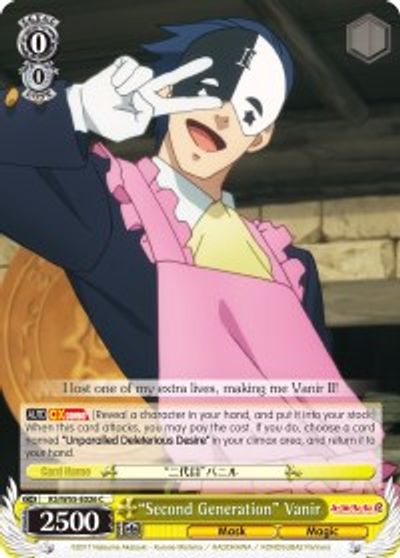 0
0
II
I lost one of my extra lives, making me Vanir II!
AUTO CX COMBO [Reveal a character in your hand, and put it into your stock]
When this card attacks, you may pay the cost. If you do, choose a card
named "Unparalled Deleterious Desire" in your climax area, and return it
to your hand.
Card Name "二代目"バニル
2500
"Second Generation" Vanir
Mask Magic